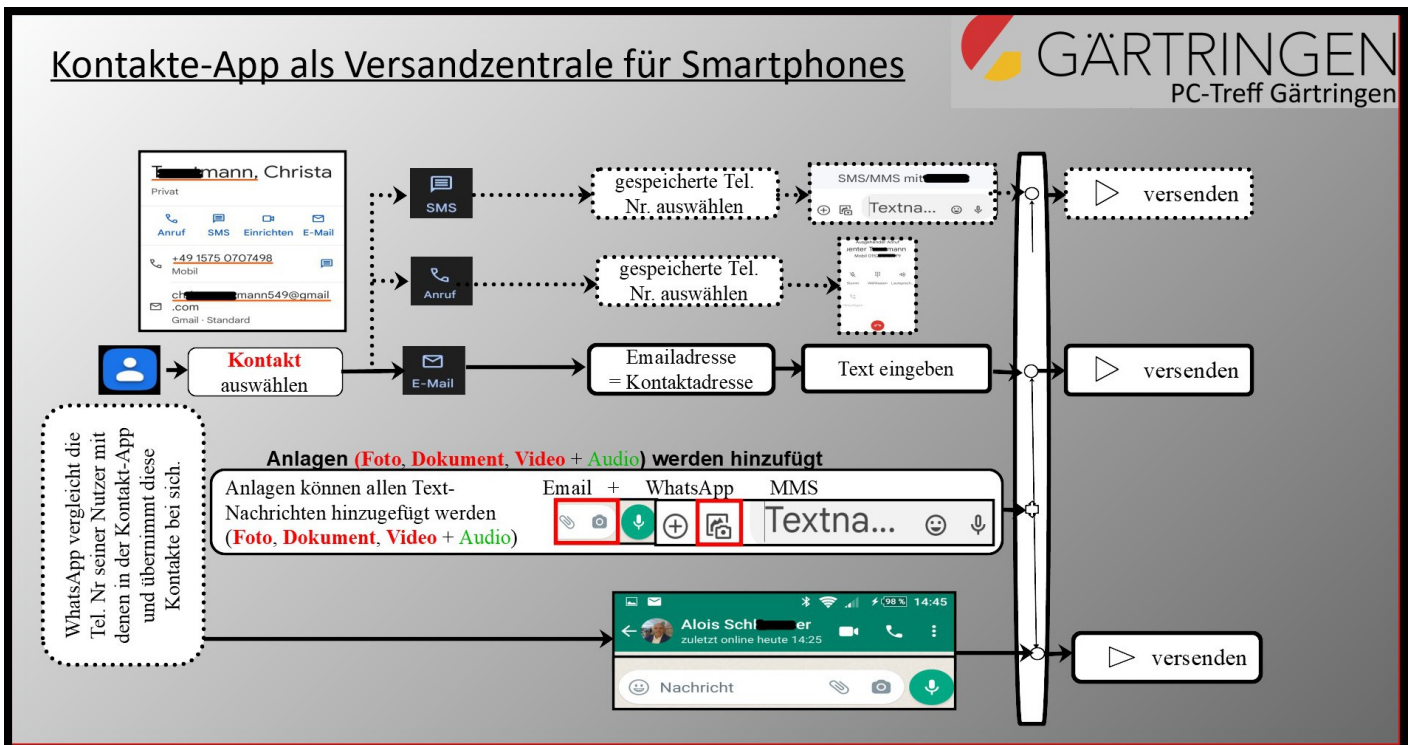 Kontakte-App als Versandzentrale für Smartphones
GÄRTRINGEN
PC-Treff Gärtringen
mann, Christa
Privat
Anruf SMS Einrichten E-Mail
+49 1575 0707498
Mobil
mann549@gmail
.com
Gmail - Standard
SMS
gespeicherte Tel.
Nr. auswählen
SMS/MMS mit
Textna...
versenden
Anruf
gespeicherte Tel.
Nr. auswählen
Kontakt
auswählen
E-Mail
Emailadresse
= Kontaktadresse
Text eingeben
versenden
WhatsApp vergleicht die
Tel. Nr seiner Nutzer mit
denen in der Kontakt-App
und übernimmt diese
Kontakte bei sich.
Anlagen (Foto, Dokument, Video + Audio) werden hinzufügt
Anlagen können allen Text-
Nachrichten hinzugefügt werden
(Foto, Dokument, Video + Audio)
Email + WhatsApp MMS
Textna...
98 % 14:45
Alois Schl er
zuletzt online heute 14:25
Nachricht
versenden